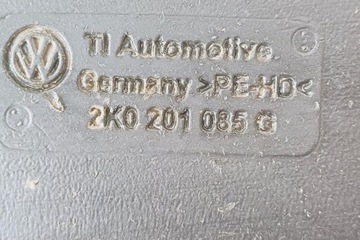 TI Automotive
Germany >PE-HD<
2K0 201 085 G